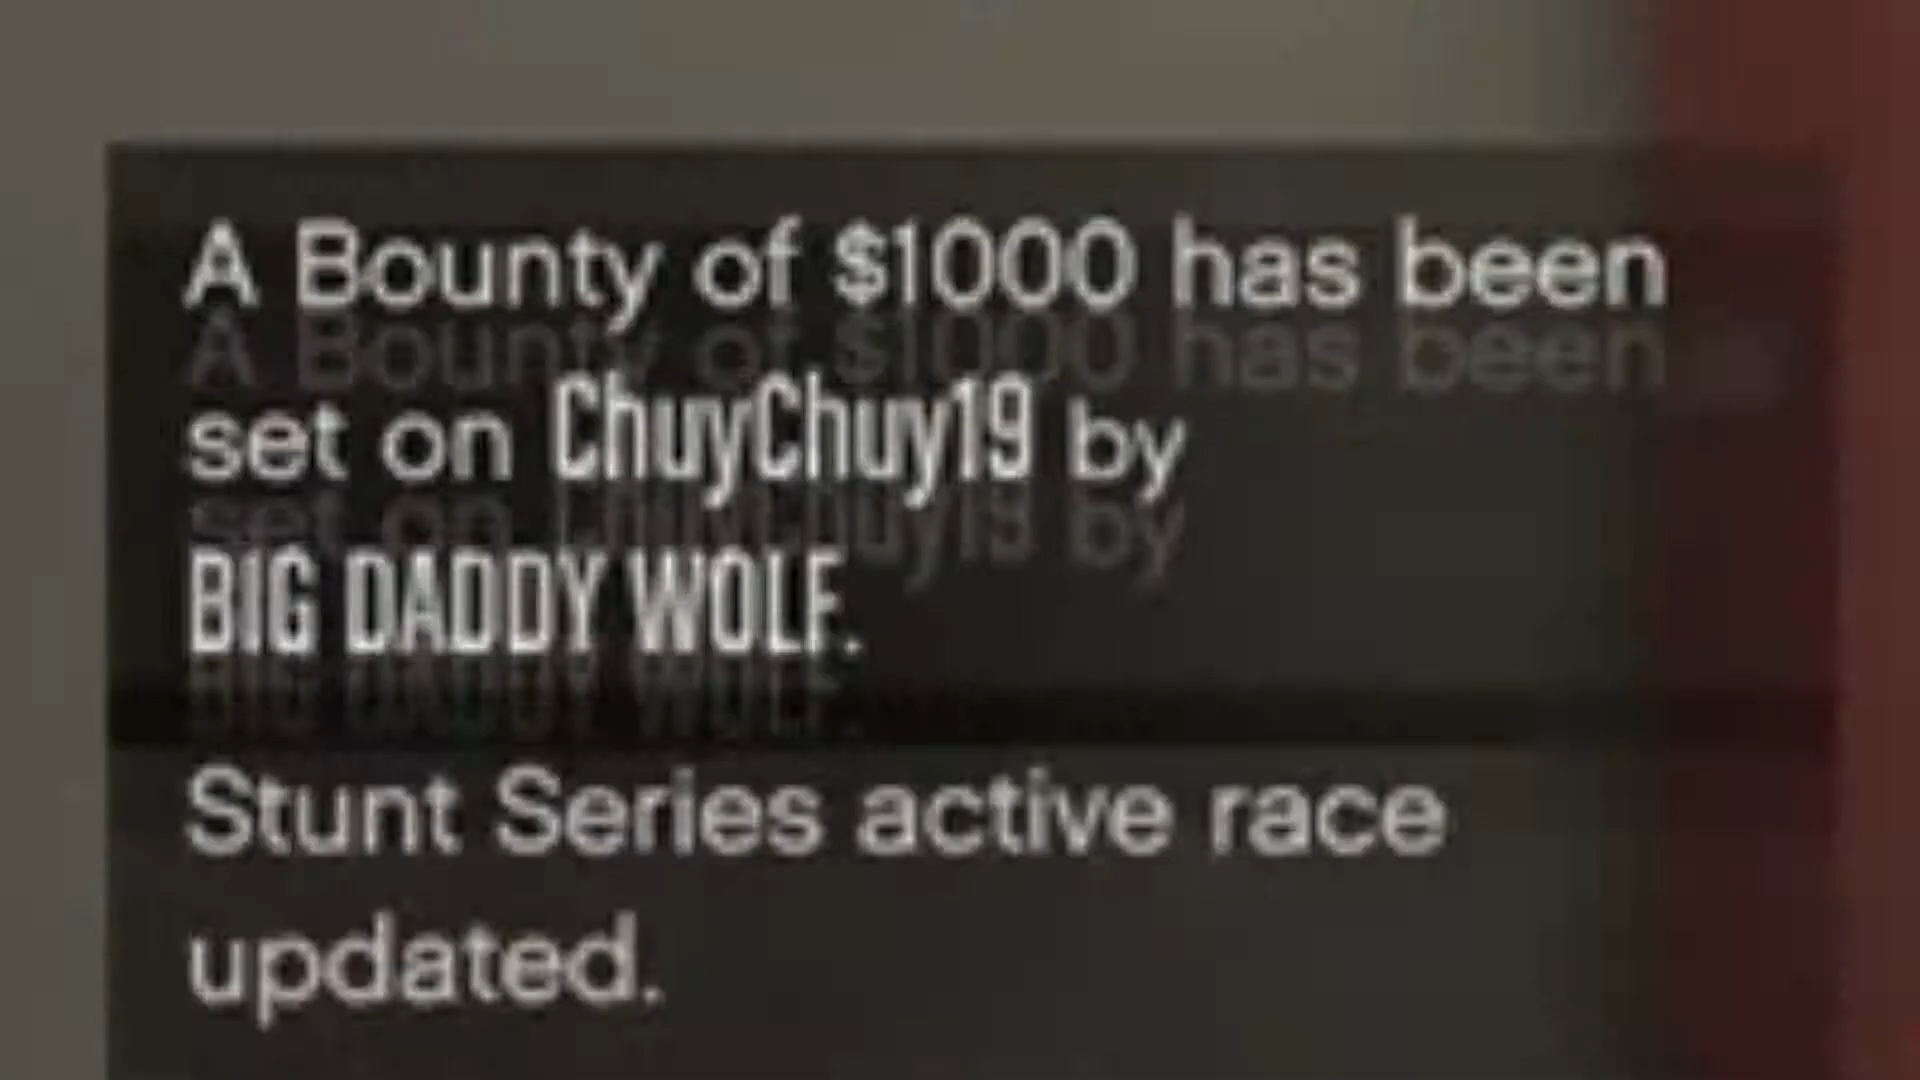 A Bounty of $1000 has been
set on ChuyChuy19 by
BIG DADDY WOLF.
Stunt Series active race
updated.